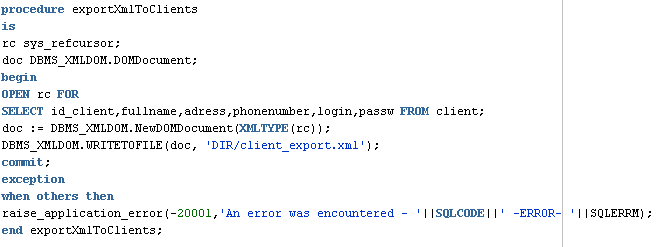 procedure exportXmlToClients
is
rc sys_refcursor;
doc DBMS_XMLDOM.DOMDocument;
begin
OPEN rc FOR
SELECT id_client,fullname,adress,phonenumber,login,passw FROM client;
doc := DBMS_XMLDOM.NewDOMDocument(XMLTYPE(rc));
DBMS_XMLDOM.WRITETOFILE(doc, 'DIR/client_export.xml');
commit;
exception
when others then
raise_application_error(-20001,'An error was encountered - '||SQLCODE||' -ERROR- '||SQLERRM);
end exportXmlToClients;